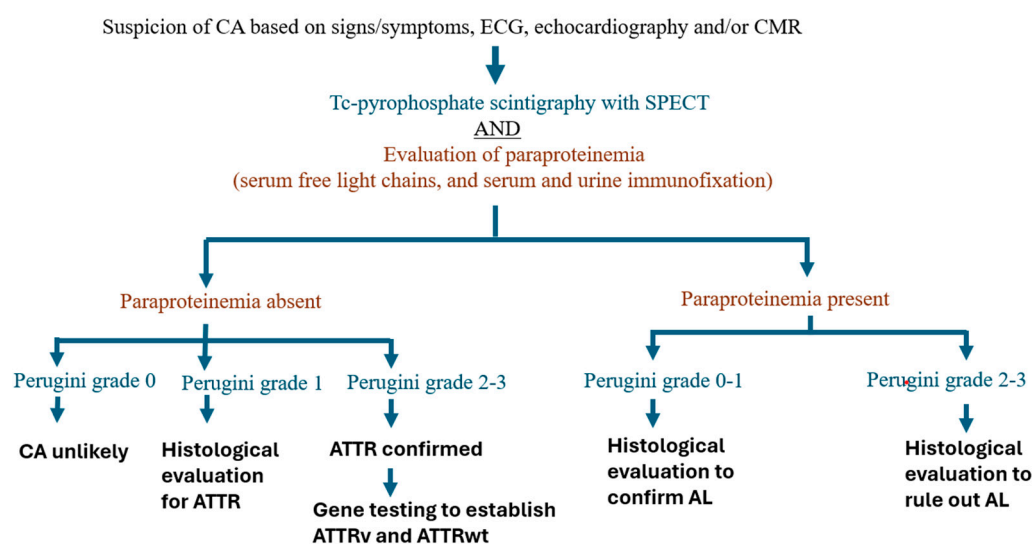 Suspicion of CA based on signs/symptoms, ECG, echocardiography and/or CMR
Tc-pyrophosphate scintigraphy with SPECT
AND
Evaluation of paraproteinemia
(serum free light chains, and serum and urine immunofixation)
Paraproteinemia absent
Paraproteinemia present
Perugini grade 0
Perugini grade 1
Perugini grade 2-3
Perugini grade 0-1
Perugini grade 2-3
CA unlikely
Histological
evaluation
for ATTR
ATTR confirmed
Gene testing to establish
ATTRv and ATTRwt
Histological
evaluation to
confirm AL
Histological
evaluation to
rule out AL